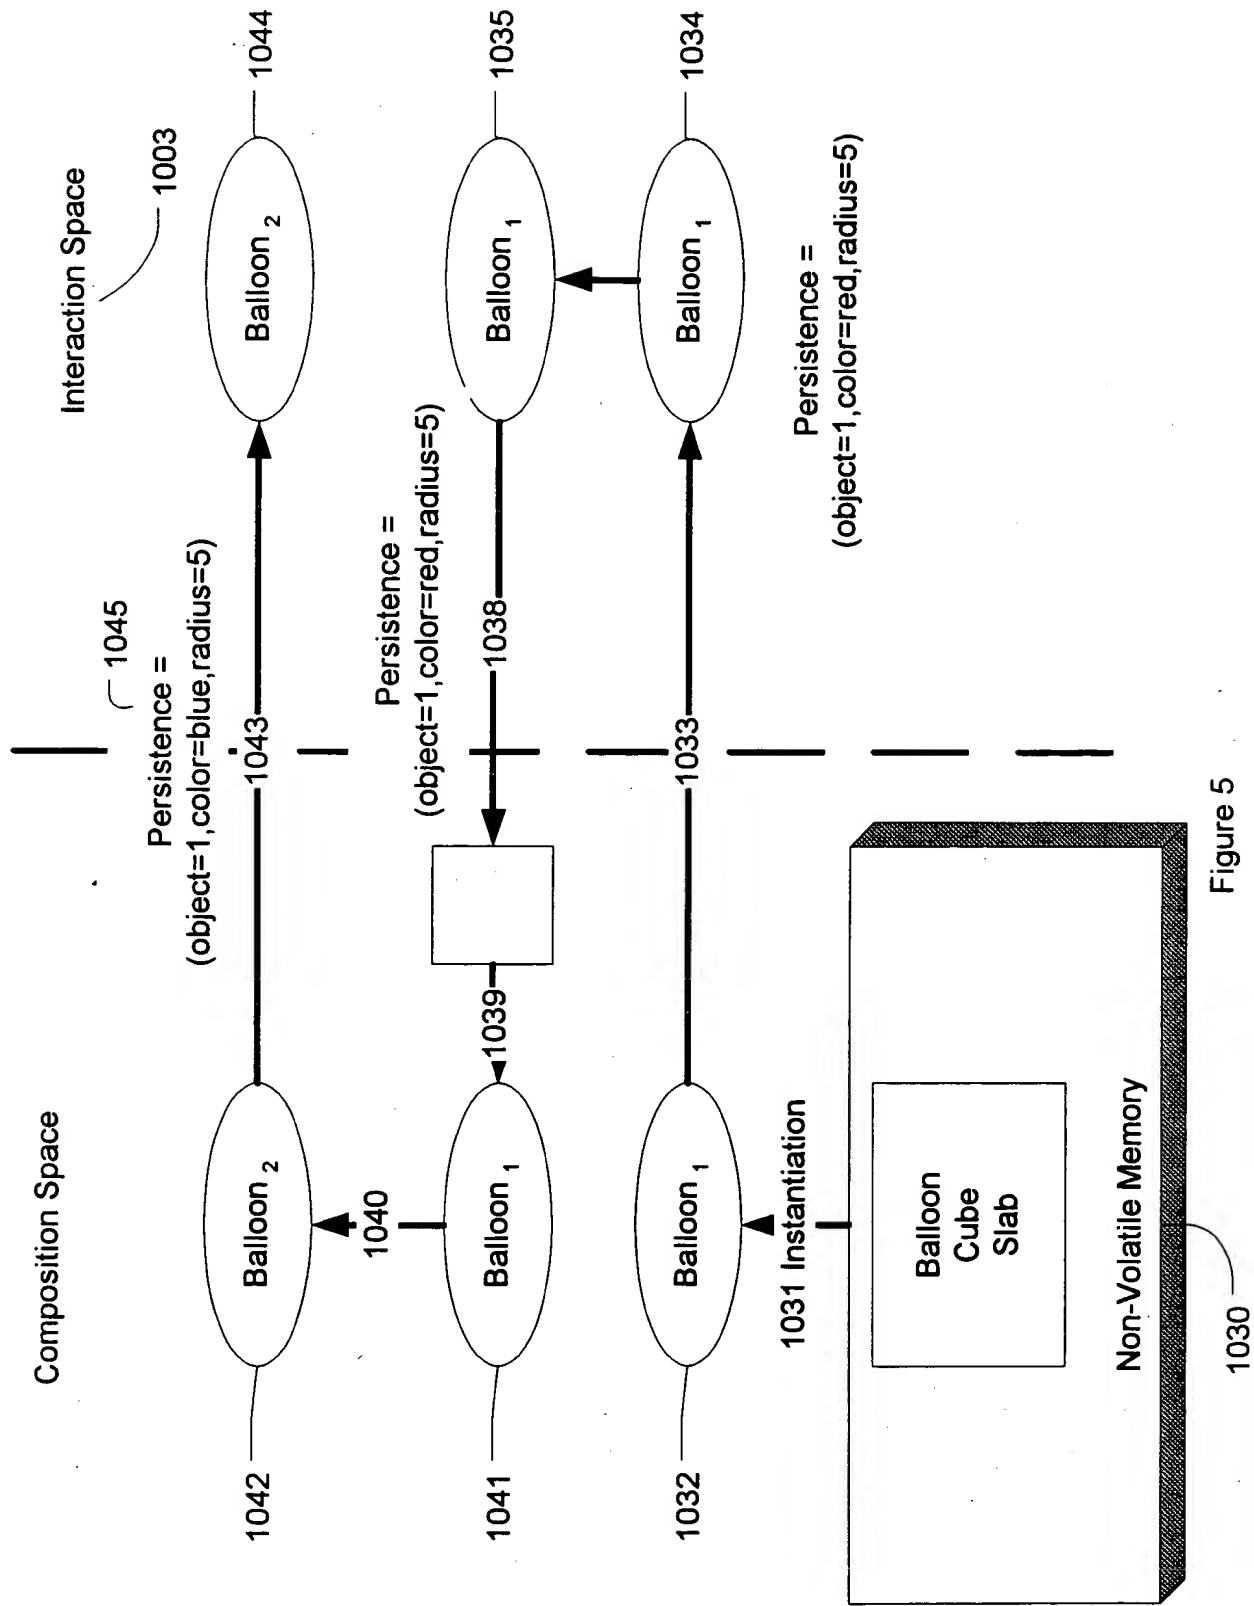 Composition Space
Interaction Space
1003
1045
Persistence =
(object=1,color=blue,radius=5)
1042
Balloon 2
1043
Balloon 2
1044
1040
Persistence =
(object=1,color=red,radius=5)
1041
Balloon 1
1039
1038
Balloon 1
1035
1032
Balloon 1
1033
Balloon 1
1034
1031 Instantiation
Persistence =
(object=1,color=red,radius=5)
Balloon
Cube
Slab
Non-Volatile Memory
1030
Figure 5